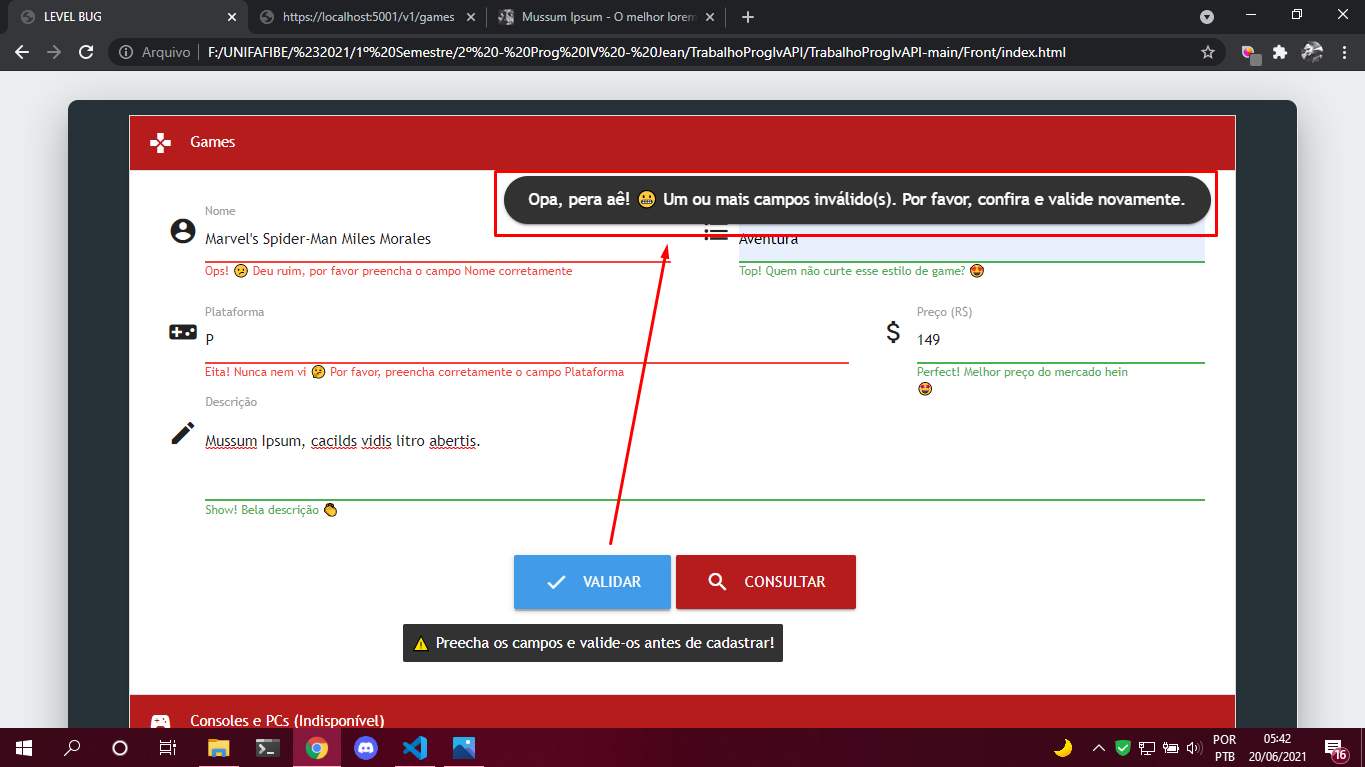 LEVEL BUG
https://localhost:5001/v1/games
Mussum Ipsum - O melhor lorem
Arquivo
F:/UNIFAFIBE/%232021/1º%20Semestre/2º%20-%20Prog%20IV%20-%20Jean/TrabalhoProgIvAPI/TrabalhoProgIvAPI-main/Front/index.html
Games
Opa, pera aê! 😬 Um ou mais campos inválido(s). Por favor, confira e valide novamente.
Nome
Marvel's Spider-Man Miles Morales
Aventura
Ops! 😕 Deu ruim, por favor preencha o campo Nome corretamente
Top! Quem não curte esse estilo de game? 😍
Plataforma
Preço (R$)
P
149
Eita! Nunca nem vi 🤔 Por favor, preencha corretamente o campo Plataforma
Perfect! Melhor preço do mercado hein
🤩
Descrição
Mussum Ipsum, cacilds vidis litro abertis.
Show! Bela descrição 👏
VALIDAR
CONSULTAR
⚠ Preecha os campos e valide-os antes de cadastrar!
Consoles e PCs (Indisponível)
POR
PTB
05:42
20/06/2021
16